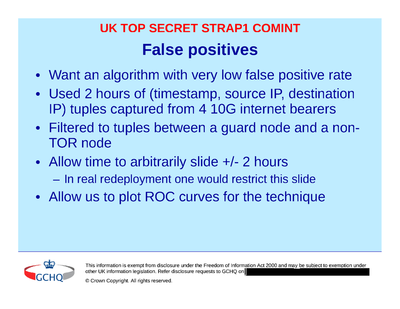 UK TOP SECRET STRAP1 COMINT
False positives
• Want an algorithm with very low false positive rate
• Used 2 hours of (timestamp, source IP, destination
IP) tuples captured from 4 10G internet bearers
• Filtered to tuples between a guard node and a non-
TOR node
• Allow time to arbitrarily slide +/- 2 hours
– In real redeployment one would restrict this slide
• Allow us to plot ROC curves for the technique
GCHQ
This information is exempt from disclosure under the Freedom of Information Act 2000 and may be subject to exemption under
other UK information legislation. Refer disclosure requests to GCHQ on
© Crown Copyright. All rights reserved.